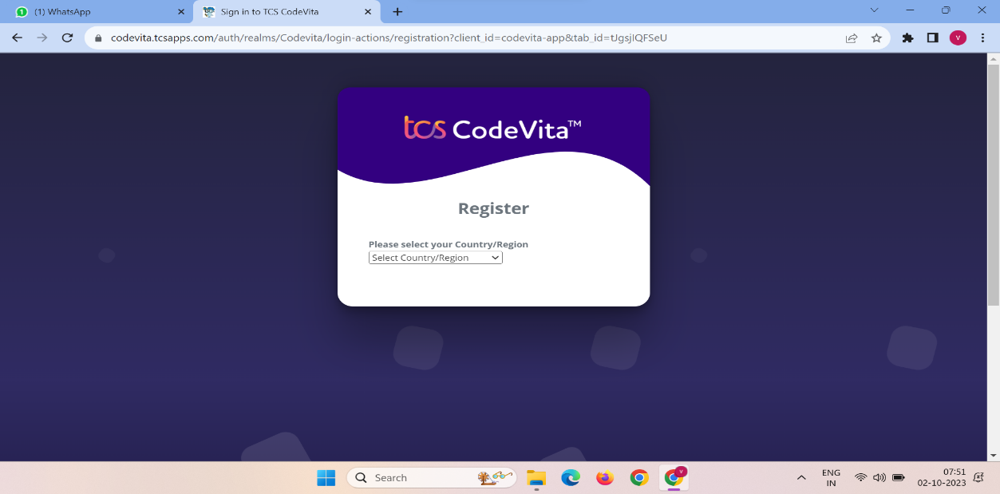 (1) WhatsApp
Sign in to TCS CodeVita
codevita.tcsapps.com/auth/realms/Codevita/login-actions/registration?client_id=codevita-app&tab_id=tJgsjIQFSeU
V
tcs CodeVita™
Register
Please select your Country/Region
Select Country/Region
Search
V
ENG
IN
07:51
02-10-2023